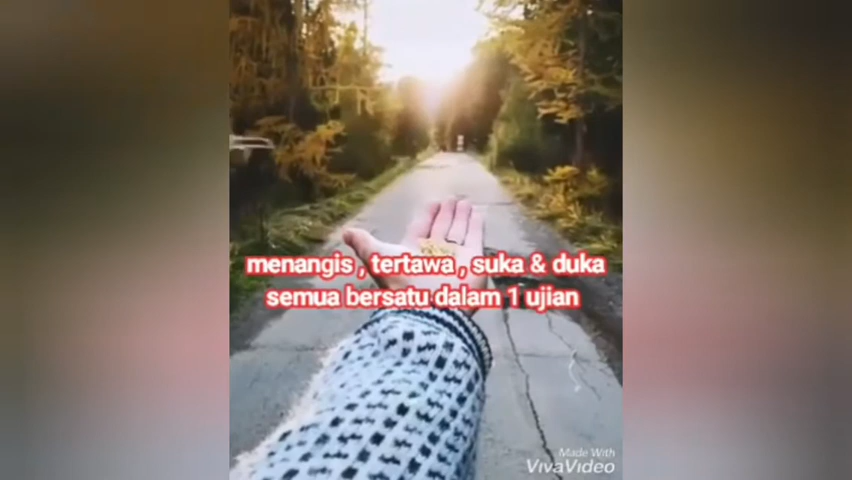 menangis , tertawa , suka & duka
semua bersatu dalam 1 ujian
Made With
VivaVideo